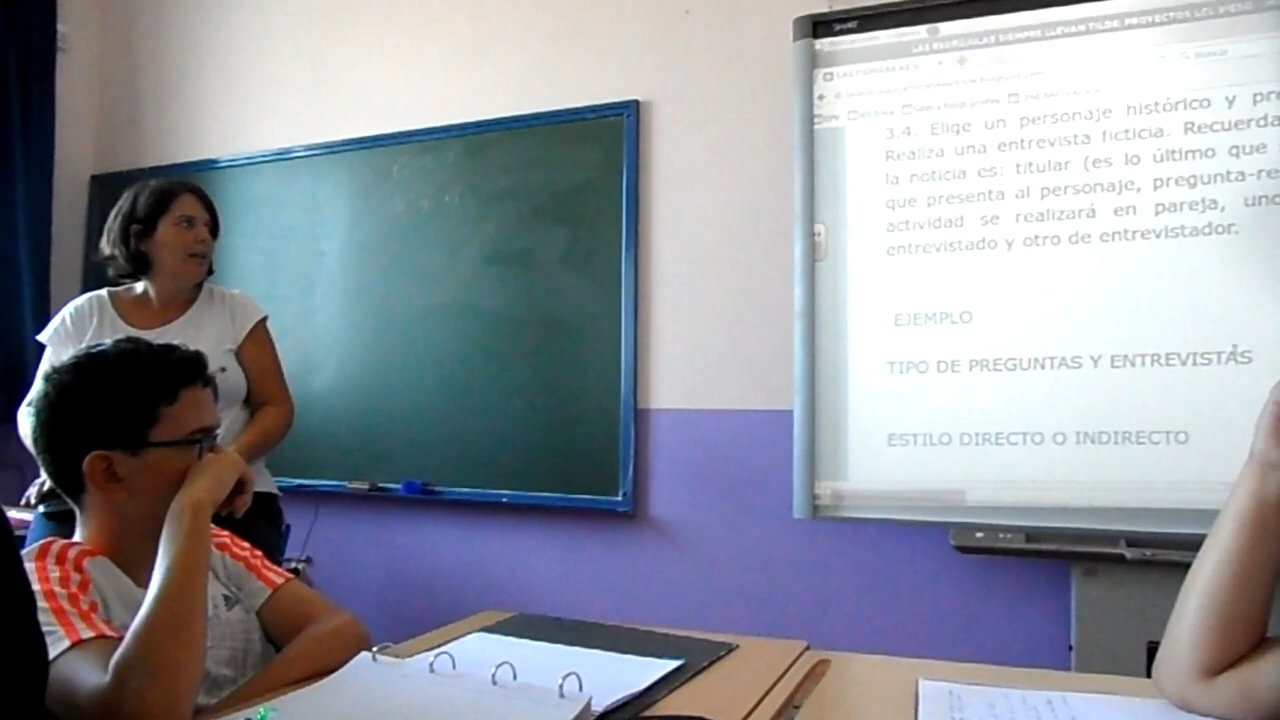 SMART
LAS ESDRÚJULAS SIEMPRE LLEVAN TILDE: PROYECTOS
3.4. Elige un personaje histórico y pre
Realiza una entrevista ficticia. Recuerda
la noticia es: titular (es lo último que
que presenta al personaje, pregunta-re
actividad se realizará en pareja, uno
entrevistado y otro de entrevistador.
EJEMPLO
TIPO DE PREGUNTAS Y ENTREVISTAS
ESTILO DIRECTO O INDIRECTO